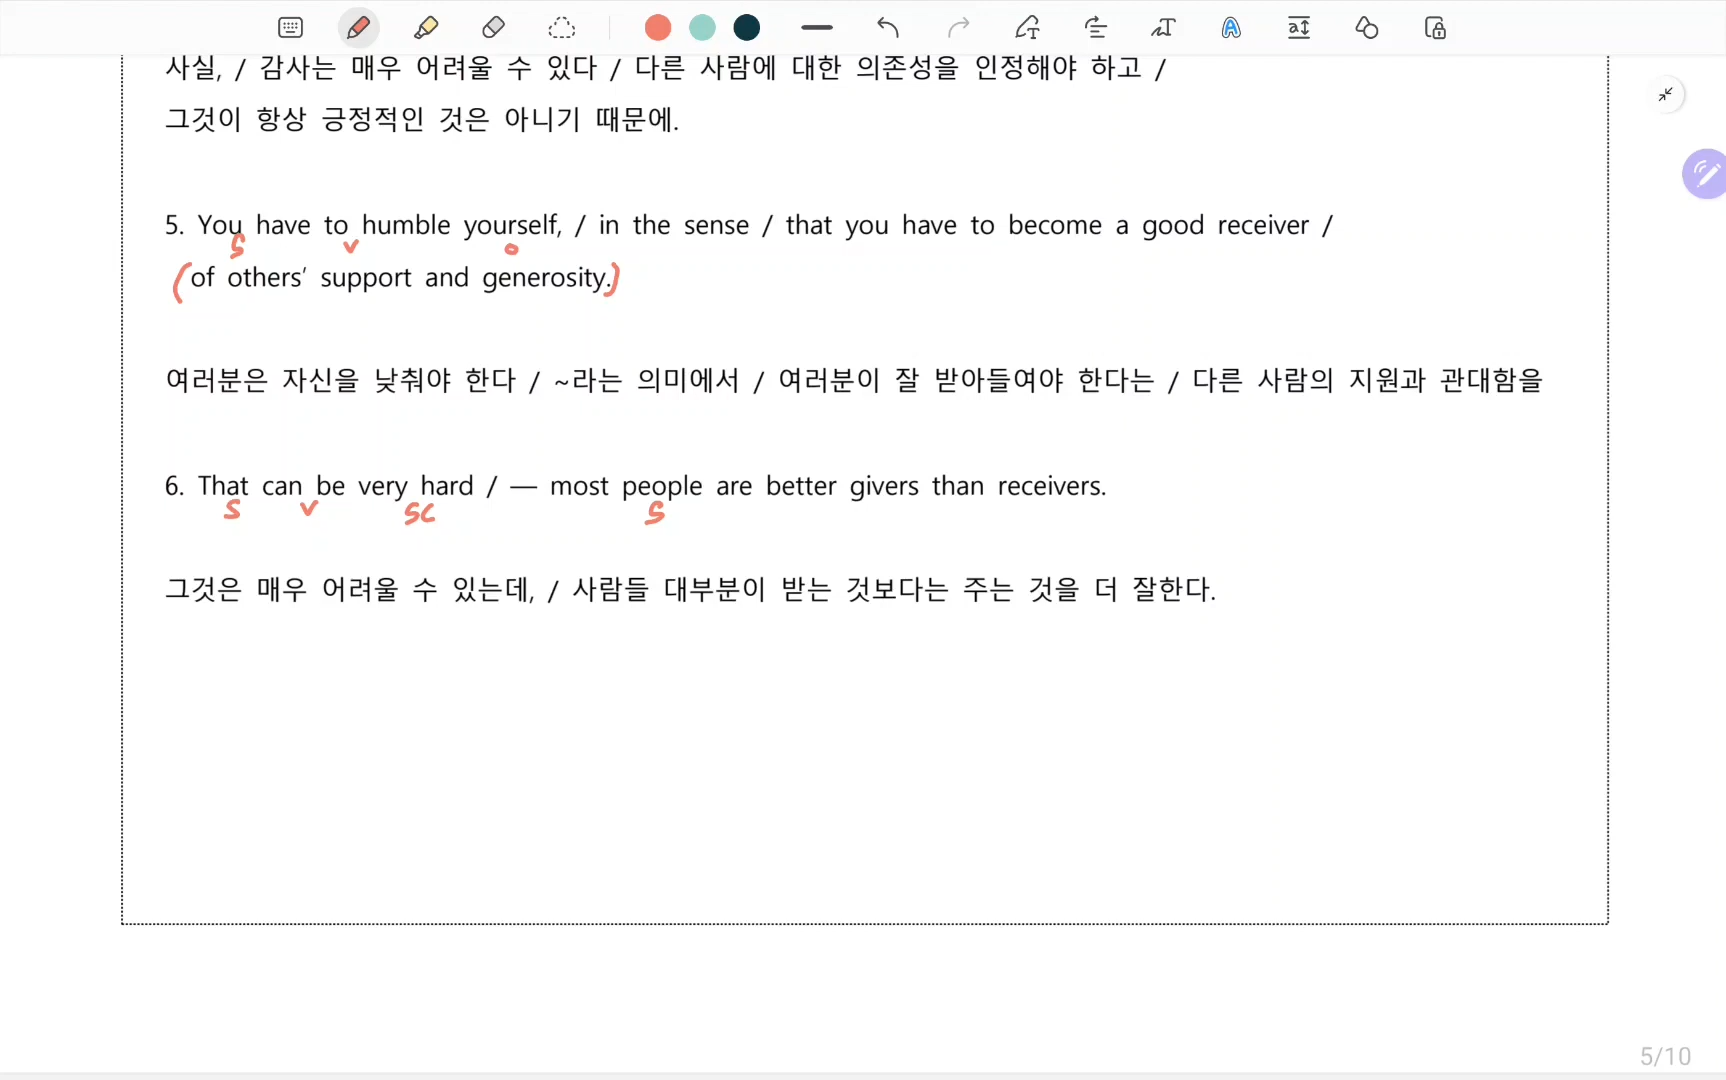 사실, / 감사는 매우 어려울 수 있다 / 다른 사람에 대한 의존성을 인정해야 하고 /
그것이 항상 긍정적인 것은 아니기 때문에.
5. You have to humble yourself, / in the sense / that you have to become a good receiver /
S V O
(of others' support and generosity.)
여러분은 자신을 낮춰야 한다 / ~라는 의미에서 / 여러분이 잘 받아들여야 한다는 / 다른 사람의 지원과 관대함을
6. That can be very hard / — most people are better givers than receivers.
S V SC S
그것은 매우 어려울 수 있는데, / 사람들 대부분이 받는 것보다는 주는 것을 더 잘한다.
5/10